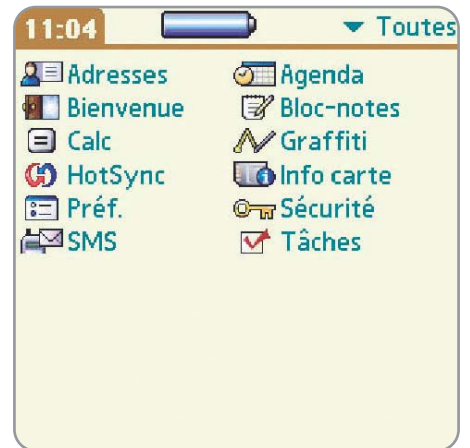 11:04 Toutes
Adresses Agenda
Bienvenue Bloc-notes
Calc Graffiti
HotSync Info carte
Préf. Sécurité
SMS Tâches